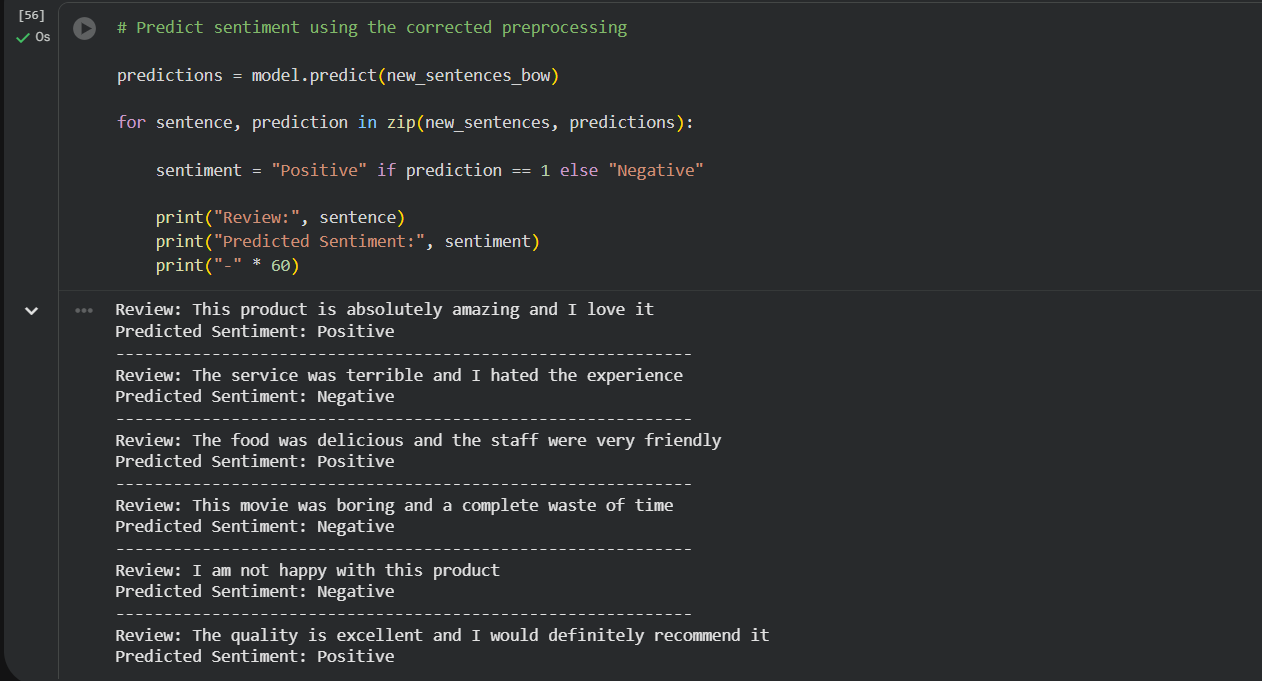 [56]
0s
# Predict sentiment using the corrected preprocessing
predictions = model.predict(new_sentences_bow)
for sentence, prediction in zip(new_sentences, predictions):
sentiment = "Positive" if prediction == 1 else "Negative"
print("Review:", sentence)
print("Predicted Sentiment:", sentiment)
print("-" * 60)
Review: This product is absolutely amazing and I love it
Predicted Sentiment: Positive
------------------------------------------------------------
Review: The service was terrible and I hated the experience
Predicted Sentiment: Negative
------------------------------------------------------------
Review: The food was delicious and the staff were very friendly
Predicted Sentiment: Positive
------------------------------------------------------------
Review: This movie was boring and a complete waste of time
Predicted Sentiment: Negative
------------------------------------------------------------
Review: I am not happy with this product
Predicted Sentiment: Negative
------------------------------------------------------------
Review: The quality is excellent and I would definitely recommend it
Predicted Sentiment: Positive